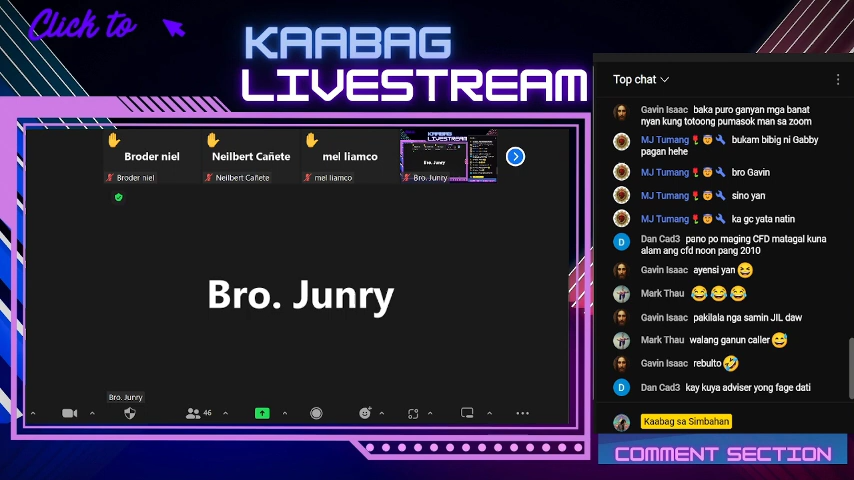 Click to
KAABAG
LIVESTREAM
Broder niel
Neilbert Cañete
mel liamco
Broder niel
Neilbert Cañete
mel liamco
Bro. Junry
Bro. Junry
Bro. Junry
46
Top chat
Gavin Isaac baka puro ganyan mga banat
nyan kung totoong pumasok man sa zoom
MJ Tumang bukam bibig ni Gabby
pagan hehe
MJ Tumang bro Gavin
MJ Tumang sino yan
MJ Tumang ka gc yata natin
Dan Cad3 pano po maging CFD matagal kuna
alam ang cfd noon pang 2010
Gavin Isaac ayensi yan
Mark Thau
Gavin Isaac pakilala nga samin JIL daw
Mark Thau walang ganun caller
Gavin Isaac rebulto
Dan Cad3 kay kuya adviser yong fage dati
Kaabag sa Simbahan
COMMENT SECTION